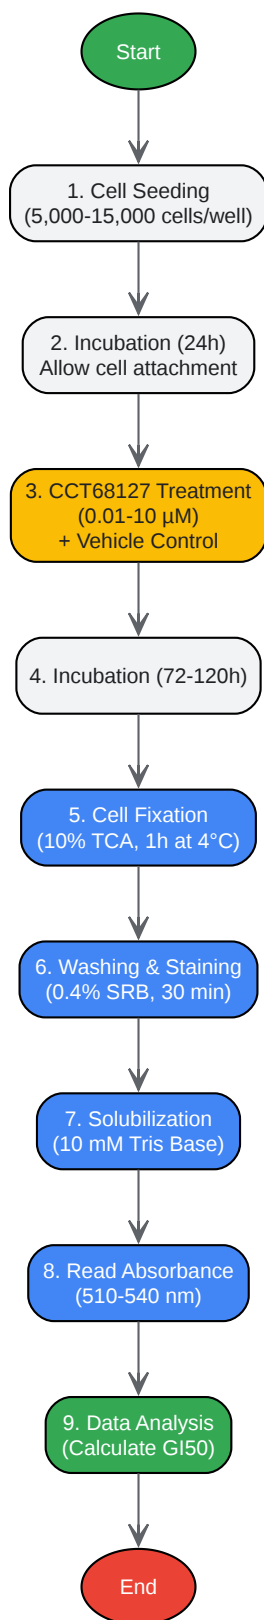 Start
1. Cell Seeding
(5,000-15,000 cells/well)
2. Incubation (24h)
Allow cell attachment
3. CCT68127 Treatment
(0.01-10 µM)
+ Vehicle Control
4. Incubation (72-120h)
5. Cell Fixation
(10% TCA, 1h at 4°C)
6. Washing & Staining
(0.4% SRB, 30 min)
7. Solubilization
(10 mM Tris Base)
8. Read Absorbance
(510-540 nm)
9. Data Analysis
(Calculate GI50)
End